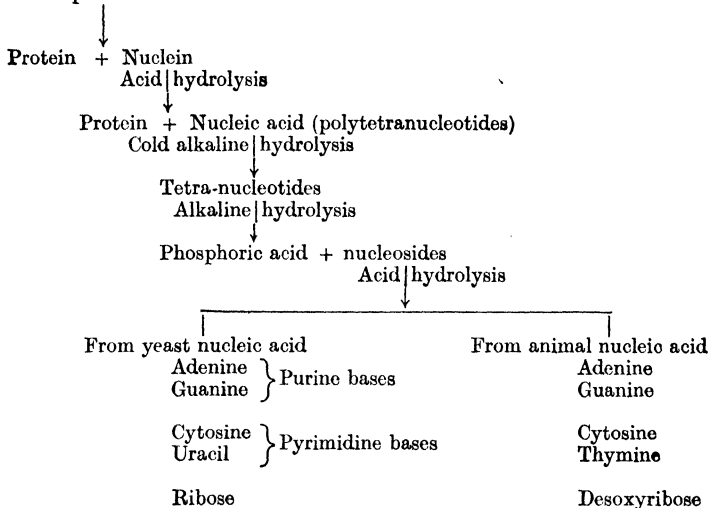 Protein + Nuclein
Acid hydrolysis
Protein + Nucleic acid (polytetranucleotides)
Cold alkaline hydrolysis
Tetra-nucleotides
Alkaline hydrolysis
Phosphoric acid + nucleosides
Acid hydrolysis
From yeast nucleic acid From animal nucleic acid
Adenine } Purine bases Adenine
Guanine Guanine
Cytosine } Pyrimidine bases Cytosine
Uracil Thymine
Ribose Desoxyribose